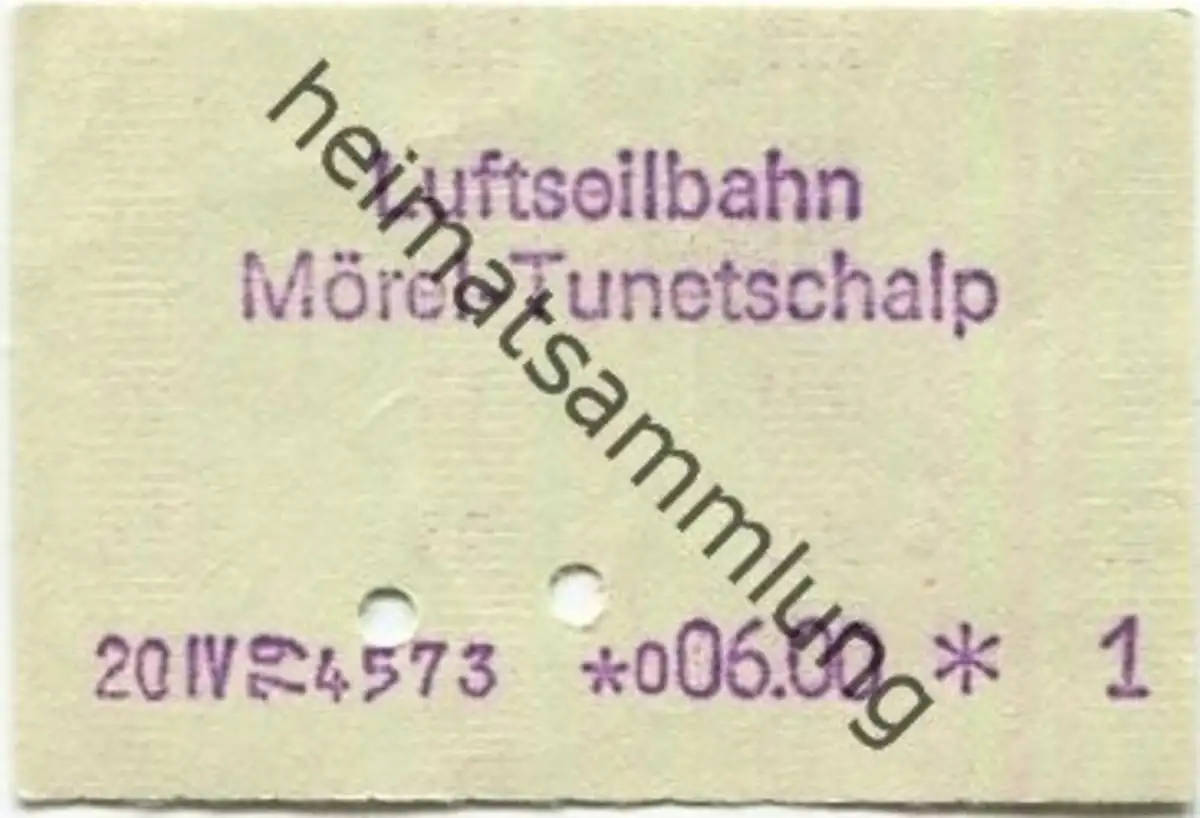 Luftseilbahn
Mörel-Tunetschalp
20 IV 79 4573 *006.00 * 1
heimatsammlung